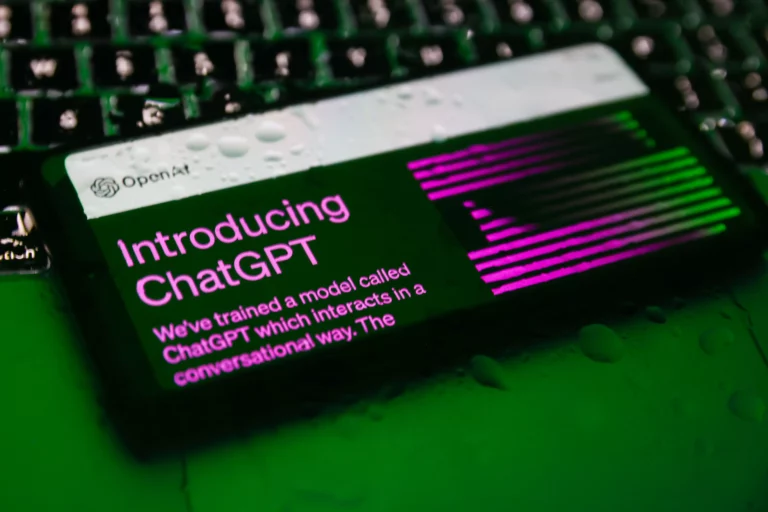 OpenAI
Introducing
ChatGPT
We've trained a model called
ChatGPT which interacts in a
conversational way. The